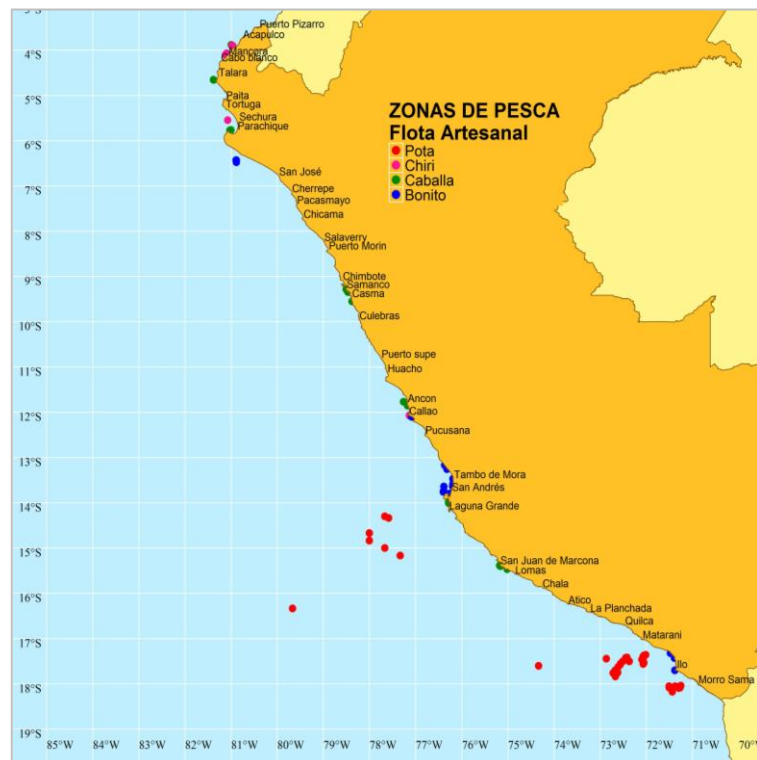 3°S
Puerto Pizarro
Acapulco
4°S
Mancora
Cabo blanco
Talara
5°S
Paita
Tortuga
Sechura
Parachique
6°S
ZONAS DE PESCA
Flota Artesanal
Pota
Chiri
Caballa
Bonito
San José
7°S
Cherrepe
Pacasmayo
Chicama
8°S
Salaverry
Puerto Morin
9°S
Chimbote
Samanco
Casma
10°S
Culebras
Puerto supe
11°S
Huacho
Ancon
12°S
Callao
Pucusana
13°S
Tambo de Mora
San Andrés
14°S
Laguna Grande
15°S
San Juan de Marcona
Lomas
Chala
16°S
Atico
La Planchada
Quilca
17°S
Matarani
Ilo
18°S
Morro Sama
19°S
85°W 84°W 83°W 82°W 81°W 80°W 79°W 78°W 77°W 76°W 75°W 74°W 73°W 72°W 71°W 70°